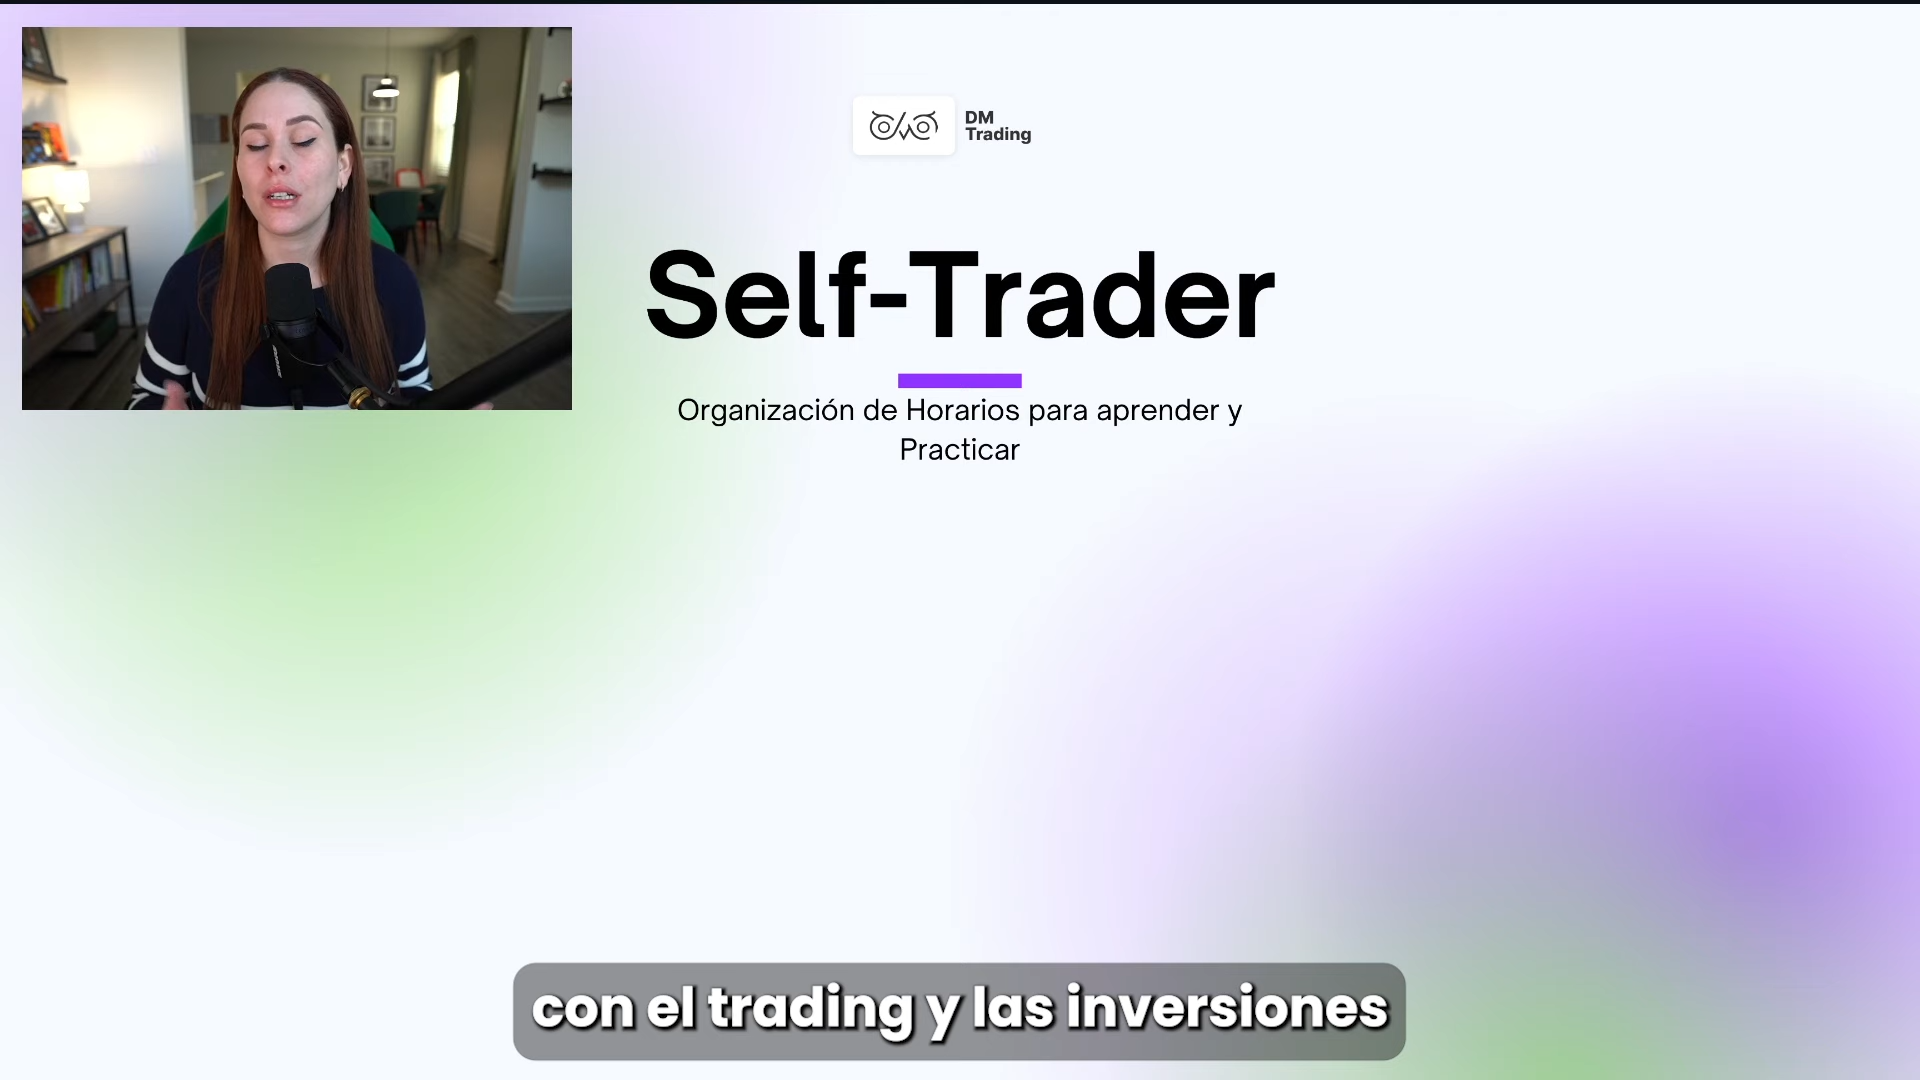 DM
Trading
Self-Trader
Organización de Horarios para aprender y
Practicar
con el trading y las inversiones